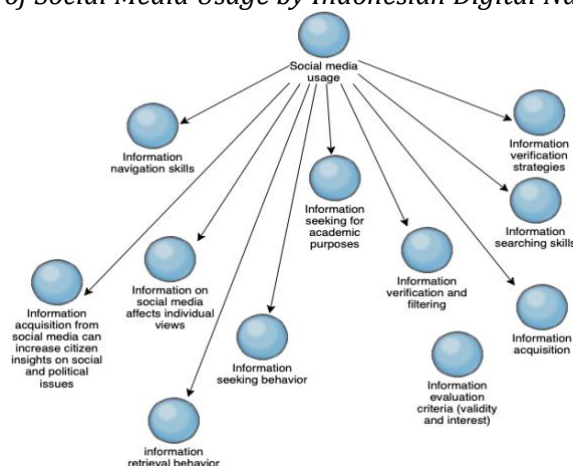 of Social Media Usage by Indonesian Digital
Social media
usage
Information
navigation skills
Information
verification
strategies
Information
seeking for
academic
purposes
Information
searching skills
Information
acquisition from
social media can
increase citizen
insights on social
and political
issues
Information on
social media
affects individual
views
Information
verification and
filtering
Information
acquisition
Information
seeking behavior
Information
evaluation
criteria (validity
and interest)
information
retrieval behavior